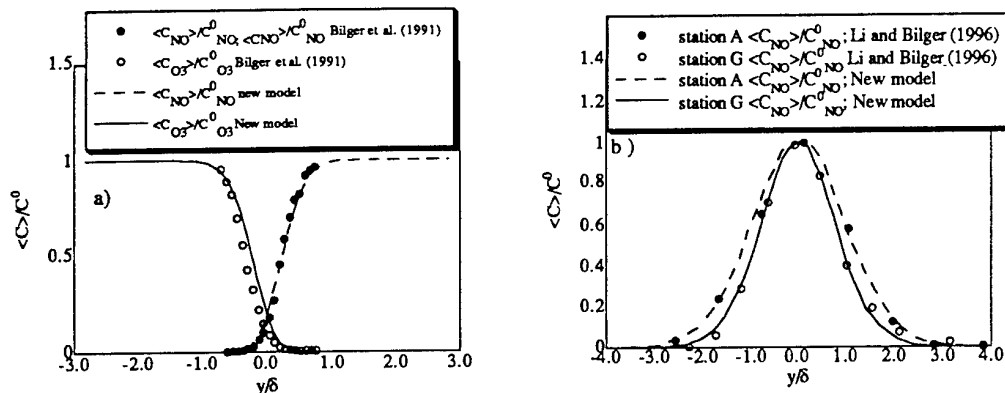 <C_NO>/C^0_NO; <CNO>/C^0_NO Bilger et al. (1991)
<C_O3>/C^0_O3 Bilger et al. (1991)
<C_NO>/C^0_NO new model
<C_O3>/C^0_O3 New model
a)
<C>/C^0
1.5
1
0.5
0
-3.0 -2.0 -1.0 0.0 1.0 2.0 3.0
y/δ
station A <C_NO>/C^0_NO; Li and Bilger (1996)
station G <C_NO>/C^0_NO Li and Bilger (1996)
station A <C_NO>/C^0_NO; New model
station G <C_NO>/C^0_NO; New model
b )
<C>/C^0
1.4
1.2
1
0.8
0.6
0.4
0.2
0
-4.0 -3.0 -2.0 -1.0 0.0 1.0 2.0 3.0 4.0
y/δ